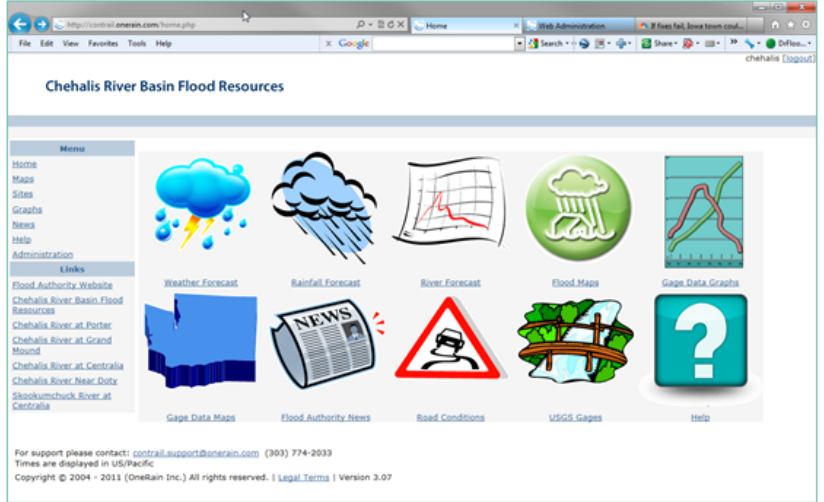 http://contrail.onerain.com/home.php
Home
Web Administration
If fixes fail, Iowa town coul...
File Edit View Favorites Tools Help
x Google
Search
Share
DrFloo...
chehalis [logout]
Chehalis River Basin Flood Resources
Menu
Home
Maps
Sites
Graphs
News
Help
Administration
Links
Flood Authority Website
Chehalis River Basin Flood
Resources
Chehalis River at Porter
Chehalis River at Grand
Mound
Chehalis River at Centralia
Chehalis River Near Doty
Skookumchuck River at
Centralia
Weather Forecast
Rainfall Forecast
River Forecast
Flood Maps
Gage Data Graphs
NEWS
?
Gage Data Maps
Flood Authority News
Road Conditions
USGS Gages
Help
For support please contact: contrail.support@onerain.com (303) 774-2033
Times are displayed in US/Pacific
Copyright © 2004 - 2011 (OneRain Inc.) All rights reserved. | Legal Terms | Version 3.07